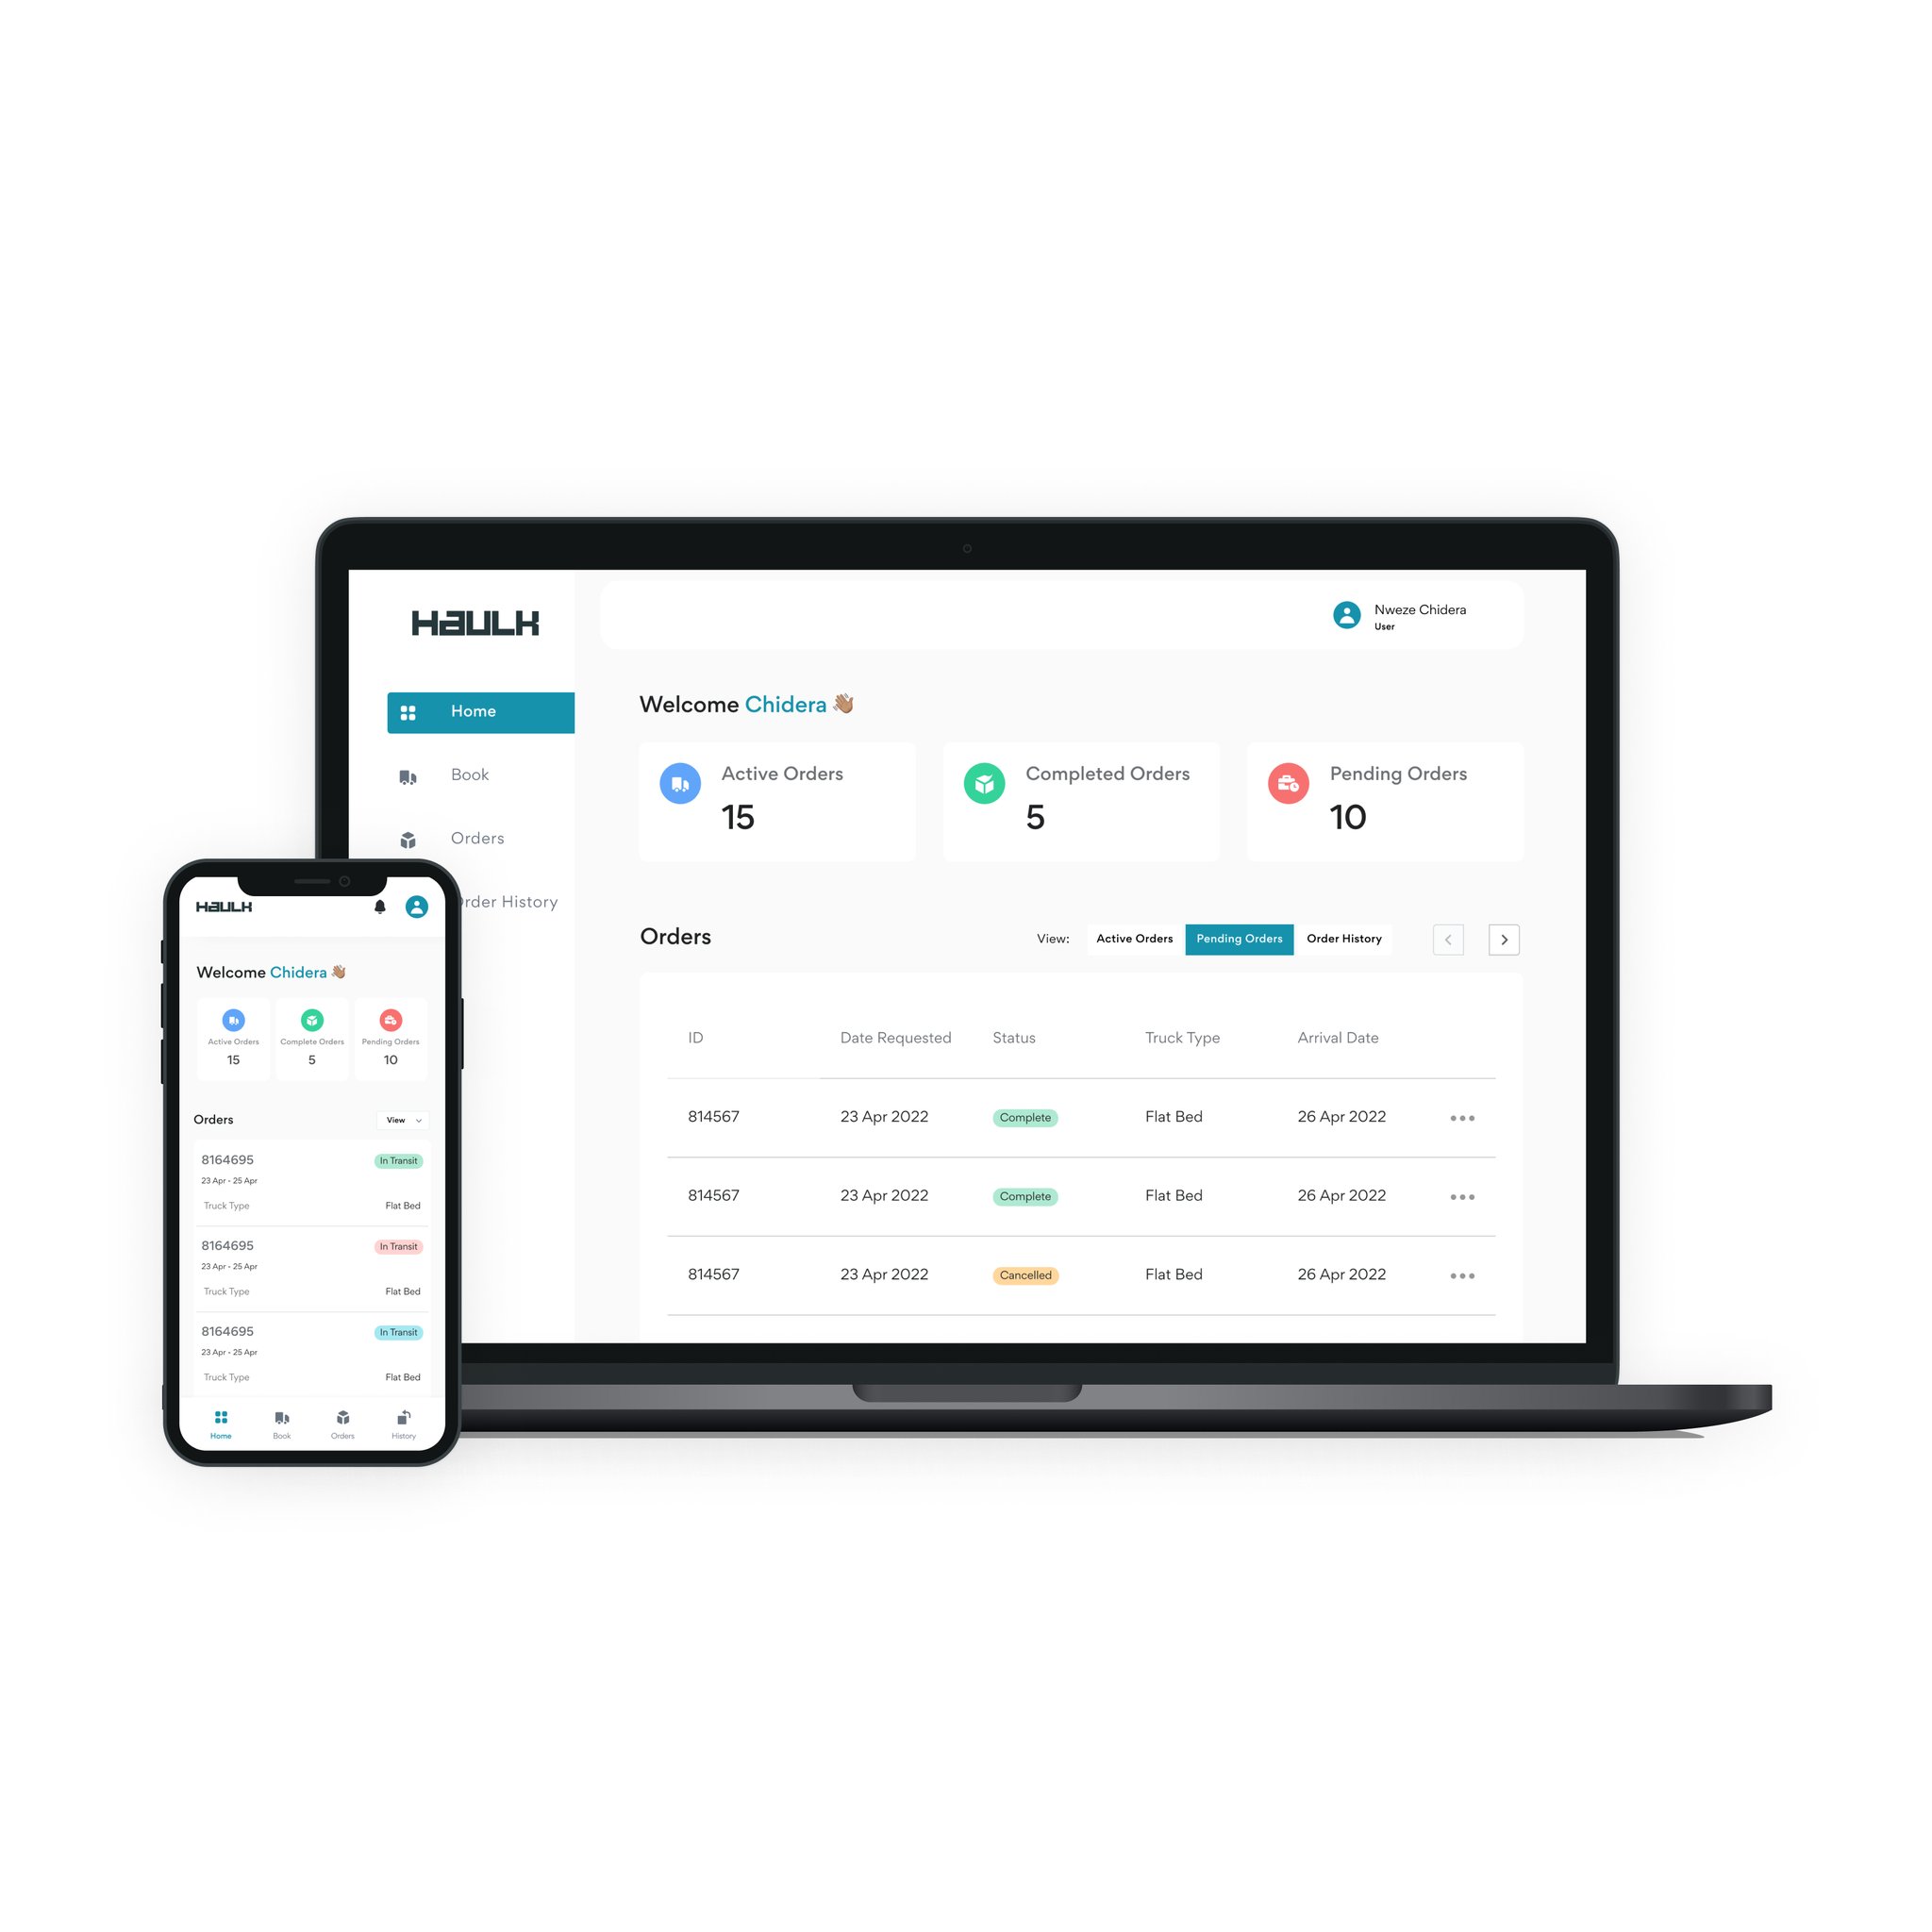 HaULK
Nweze Chidera
User
Home
Book
Orders
rder History
Welcome Chidera 👋🏽
Active Orders
15
Completed Orders
5
Pending Orders
10
Orders
View:
Active Orders
Pending Orders
Order History
ID Date Requested Status Truck Type Arrival Date
814567 23 Apr 2022 Complete Flat Bed 26 Apr 2022
814567 23 Apr 2022 Complete Flat Bed 26 Apr 2022
814567 23 Apr 2022 Cancelled Flat Bed 26 Apr 2022
HaULK
Welcome Chidera 👋🏽
Active Orders
15
Complete Orders
5
Pending Orders
10
Orders
View
8164695 In Transit
23 Apr - 25 Apr
Truck Type Flat Bed
8164695 In Transit
23 Apr - 25 Apr
Truck Type Flat Bed
8164695 In Transit
23 Apr - 25 Apr
Truck Type Flat Bed
Home Book Orders History